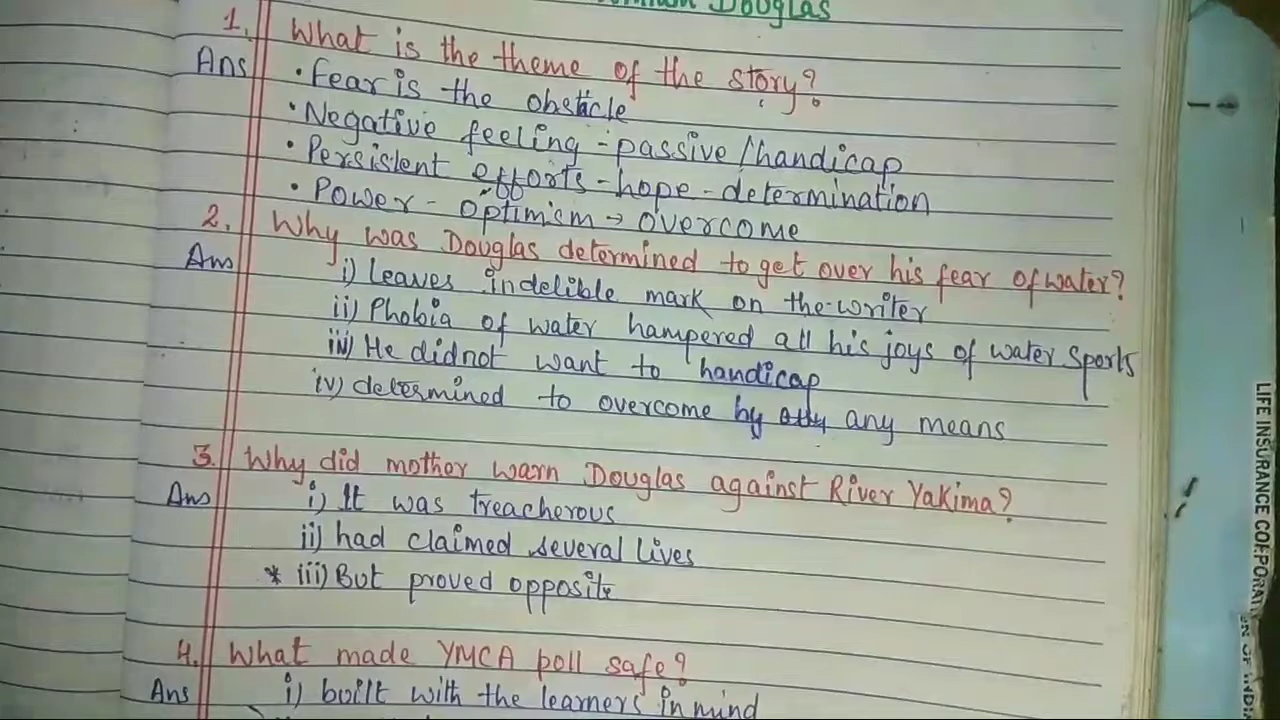 Douglas
1. What is the theme of the story?
Ans • Fear is the obstacle
• Negative feeling - passive/handicap
• Persistent efforts - hope - determination
• Power - optimism → overcome
2. Why was Douglas determined to get over his fear of water?
Ans i) Leaves indelible mark on the writer
ii) Phobia of water hampered all his joys of water sports
iii) He didnot want to handicap
iv) determined to overcome by any means
3. Why did mother warn Douglas against River Yakima?
Ans i) It was treacherous
ii) had claimed several lives
* iii) But proved opposite
4. What made YMCA poll safe?
Ans i) built with the learners in mind
LIFE INSURANCE CORPORAT